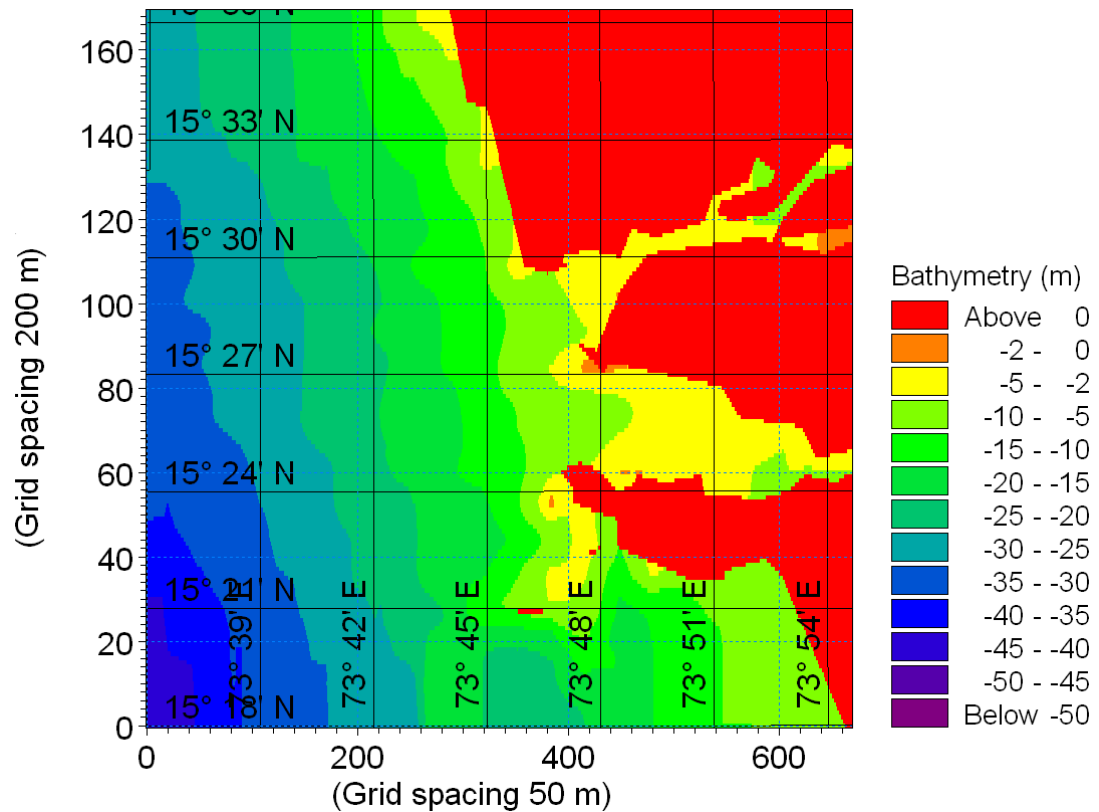 160
140
120
100
80
60
40
20
0
(Grid spacing 200 m)
15° 33' N
15° 30' N
15° 27' N
15° 24' N
15° 21' N
15° 18' N
73° 39' E
73° 42' E
73° 45' E
73° 48' E
73° 51' E
73° 54' E
0 200 400 600
(Grid spacing 50 m)
Bathymetry (m)
Above 0
-2 - 0
-5 - -2
-10 - -5
-15 - -10
-20 - -15
-25 - -20
-30 - -25
-35 - -30
-40 - -35
-45 - -40
-50 - -45
Below -50